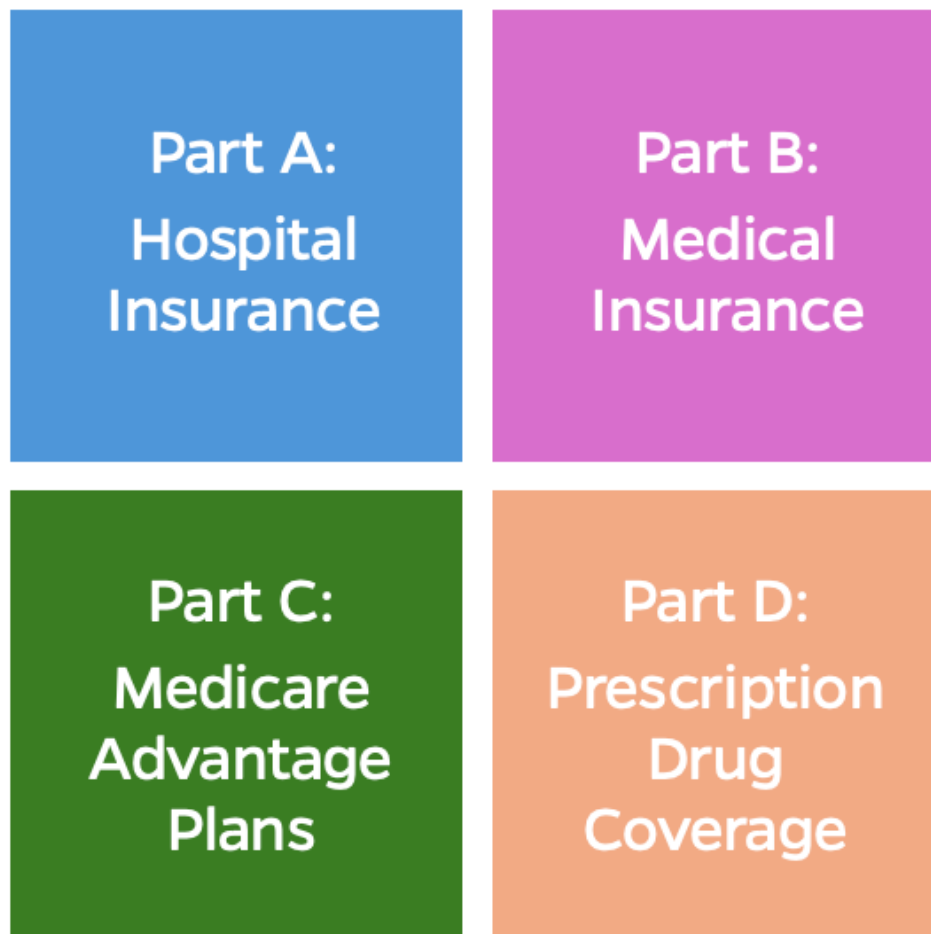 Part A:
Hospital
Insurance
Part B:
Medical
Insurance
Part C:
Medicare
Advantage
Plans
Part D:
Prescription
Drug
Coverage